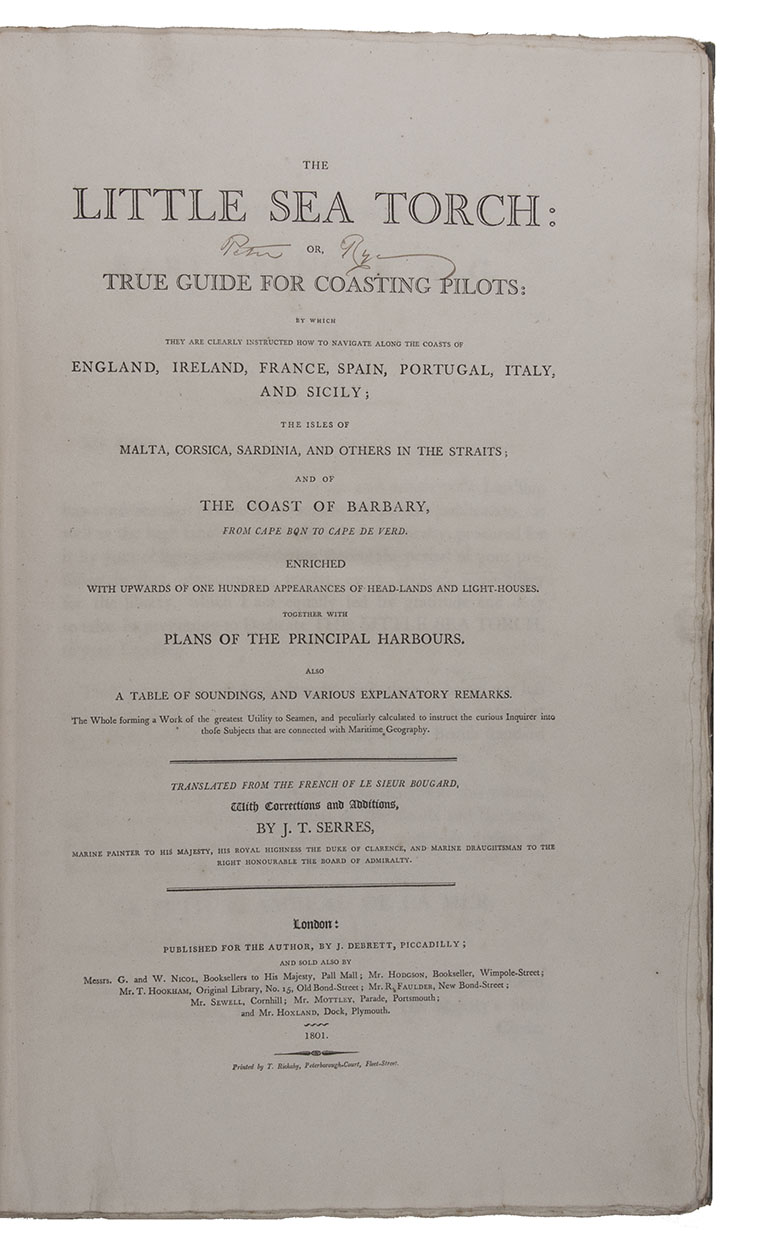 THE
LITTLE SEA TORCH:
Peter OR, Rye
TRUE GUIDE FOR COASTING PILOTS:
BY WHICH
THEY ARE CLEARLY INSTRUCTED HOW TO NAVIGATE ALONG THE COASTS OF
ENGLAND, IRELAND, FRANCE, SPAIN, PORTUGAL, ITALY,
AND SICILY;
THE ISLES OF
MALTA, CORSICA, SARDINIA, AND OTHERS IN THE STRAITS;
AND OF
THE COAST OF BARBARY,
FROM CAPE BON TO CAPE DE VERD.
ENRICHED
WITH UPWARDS OF ONE HUNDRED APPEARANCES OF HEAD-LANDS AND LIGHT-HOUSES.
TOGETHER WITH
PLANS OF THE PRINCIPAL HARBOURS.
ALSO
A TABLE OF SOUNDINGS, AND VARIOUS EXPLANATORY REMARKS.
The Whole forming a Work of the greatest Utility to Seamen, and peculiarly calculated to instruct the curious Inquirer into
thoſe Subjects that are connected with Maritime Geography.
TRANSLATED FROM THE FRENCH OF LE SIEUR BOUGARD,
With Corrections and Additions,
BY J. T. SERRES,
MARINE PAINTER TO HIS MAJESTY, HIS ROYAL HIGHNESS THE DUKE OF CLARENCE, AND MARINE DRAUGHTSMAN TO THE
RIGHT HONOURABLE THE BOARD OF ADMIRALTY.
London:
PUBLISHED FOR THE AUTHOR, BY J. DEBRETT, PICCADILLY;
AND SOLD ALSO BY
Messrs. G. and W. NICOL, Booksellers to His Majesty, Pall Mall; Mr. HODGSON, Bookseller, Wimpole-Street;
Mr. T. HOOKHAM, Original Library, No. 15, Old Bond-Street; Mr. R. FAULDER, New Bond-Street;
Mr. SEWELL, Cornhill; Mr. MOTTLEY, Parade, Portsmouth;
and Mr. HOXLAND, Dock, Plymouth.
1801.
Printed by T. Rickaby, Peterborough-Court, Fleet-Street.